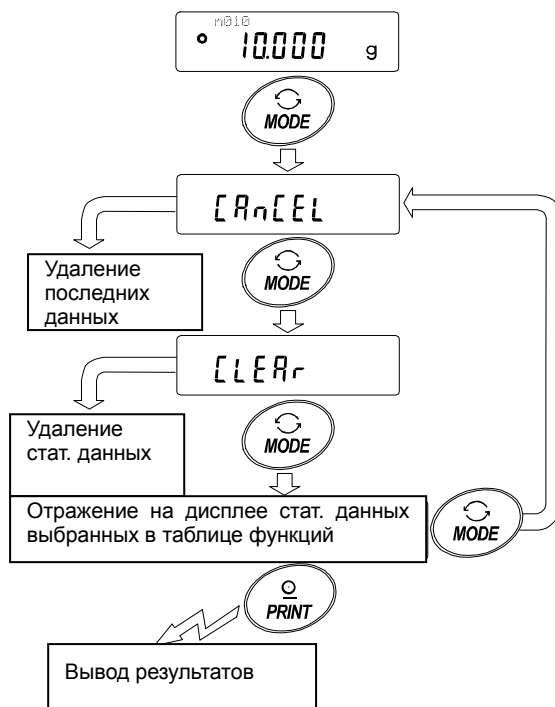 n010
10.000 g
MODE
CAnCEL
Удаление
последних
данных
MODE
CLEAr
Удаление
стат. данных
MODE
Отражение на дисплее стат. данных
выбранных в таблице функций
MODE
PRINT
Вывод результатов